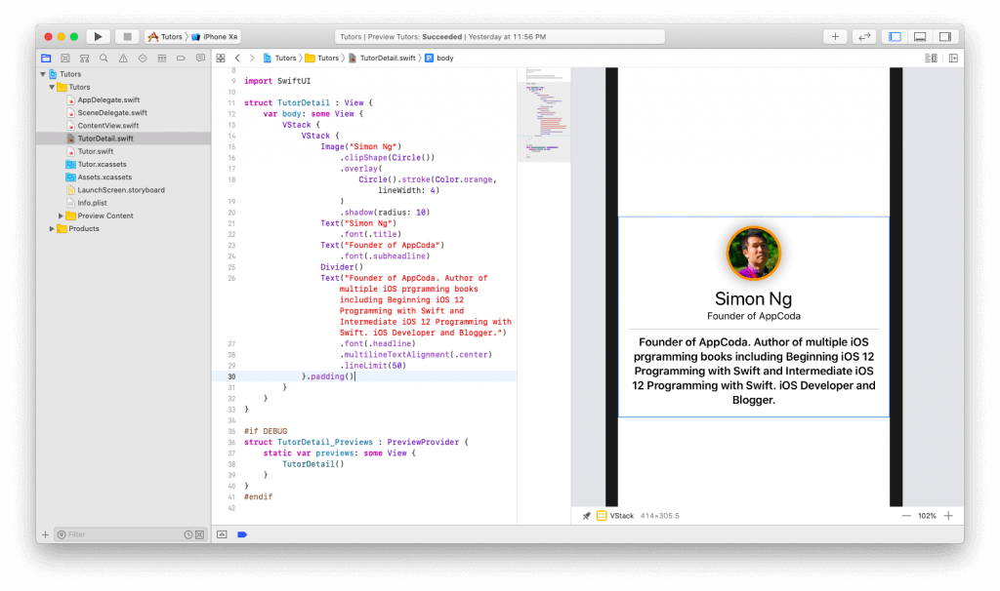 Tutors iPhone XR
Tutors | Preview Tutors: Succeeded | Yesterday at 11:56 PM
Tutors Tutors TutorDetail.swift body
Tutors
Tutors
AppDelegate.swift
SceneDelegate.swift
ContentView.swift
TutorDetail.swift
Tutor.swift
Tutor.xcassets
Assets.xcassets
LaunchScreen.storyboard
Info.plist
Preview Content
Products
Filter
8
9 import SwiftUI
10
11 struct TutorDetail : View {
12 var body: some View {
13 VStack {
14 VStack {
15 Image("Simon Ng")
16 .clipShape(Circle())
17 .overlay(
18 Circle().stroke(Color.orange,
lineWidth: 4)
19 )
20 .shadow(radius: 10)
21 Text("Simon Ng")
22 .font(.title)
23 Text("Founder of AppCoda")
24 .font(.subheadline)
25 Divider()
26 Text("Founder of AppCoda. Author of
multiple iOS prgramming books
including Beginning iOS 12
Programming with Swift and
Intermediate iOS 12 Programming with
Swift. iOS Developer and Blogger.")
27 .font(.headline)
28 .multilineTextAlignment(.center)
29 .lineLimit(50)
30 }.padding()
31 }
32 }
33 }
34
35 #if DEBUG
36 struct TutorDetail_Previews : PreviewProvider {
37 static var previews: some View {
38 TutorDetail()
39 }
40 }
41 #endif
42
Simon Ng
Founder of AppCoda
Founder of AppCoda. Author of multiple iOS
prgramming books including Beginning iOS 12
Programming with Swift and Intermediate iOS
12 Programming with Swift. iOS Developer and
Blogger.
VStack 414×305.5
102%